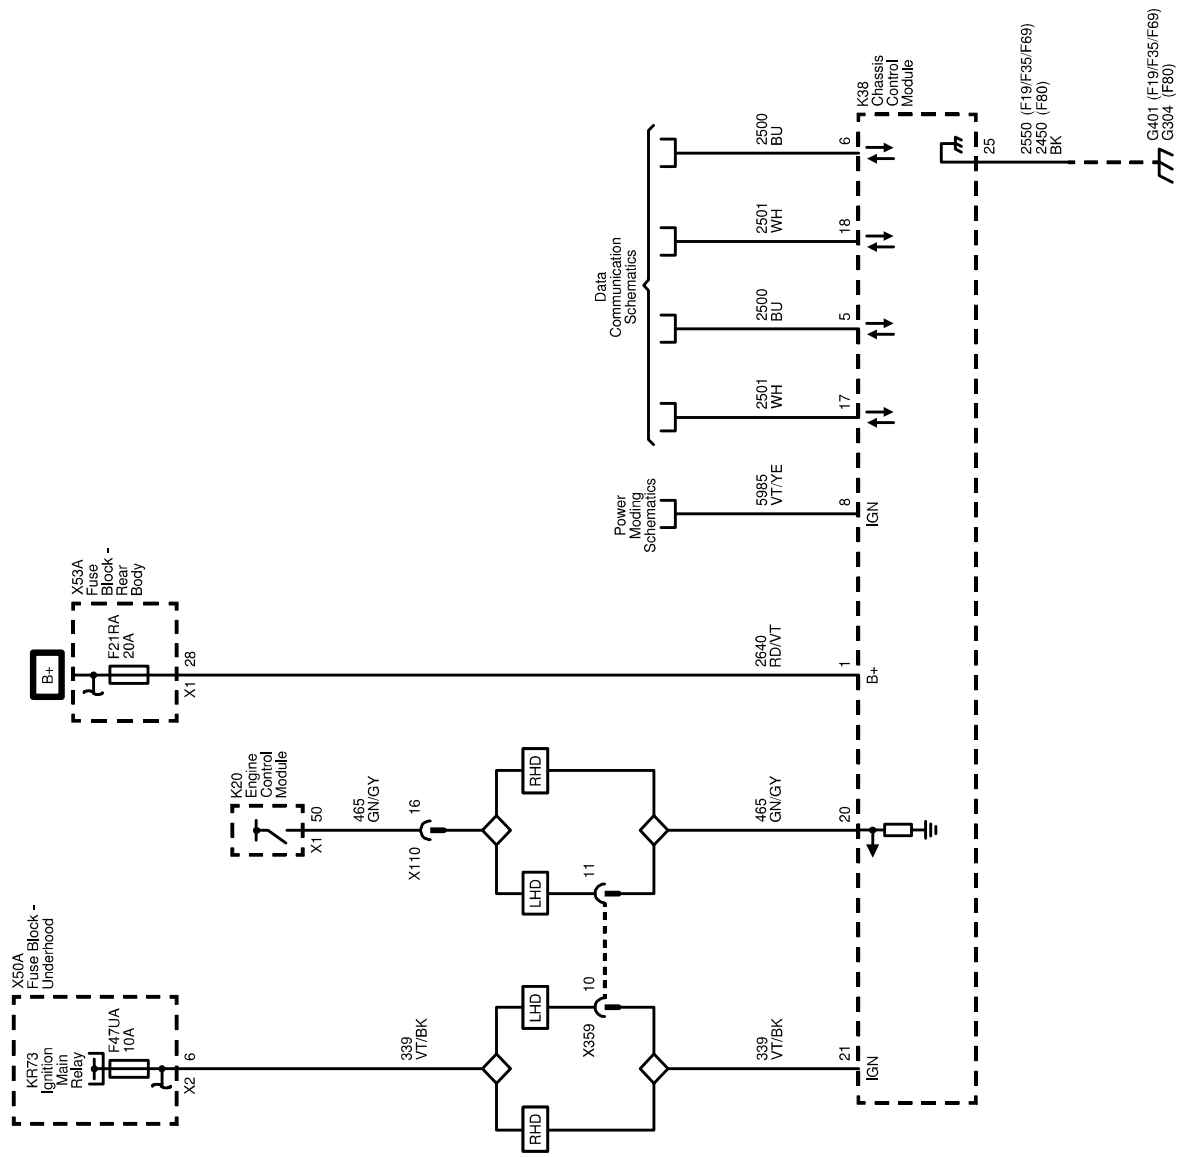 X50A
Fuse Block -
Underhood
KR73
Ignition
Main
Relay
F47UA
10A
X2
6
339
VT/BK
RHD
LHD
X359
10
339
VT/BK
21
IGN
K20
Engine
Control
Module
X1
50
465
GN/GY
X110
16
LHD
RHD
11
465
GN/GY
20
B+
X53A
Fuse
Block -
Rear
Body
F21RA
20A
X1
28
2640
RD/VT
1
B+
Power
Moding
Schematics
5985
VT/YE
8
IGN
Data
Communication
Schematics
2501
WH
17
2500
BU
5
2501
WH
18
2500
BU
6
K38
Chassis
Control
Module
25
2550 (F19/F35/F69)
2450 (F80)
BK
G401 (F19/F35/F69)
G304 (F80)